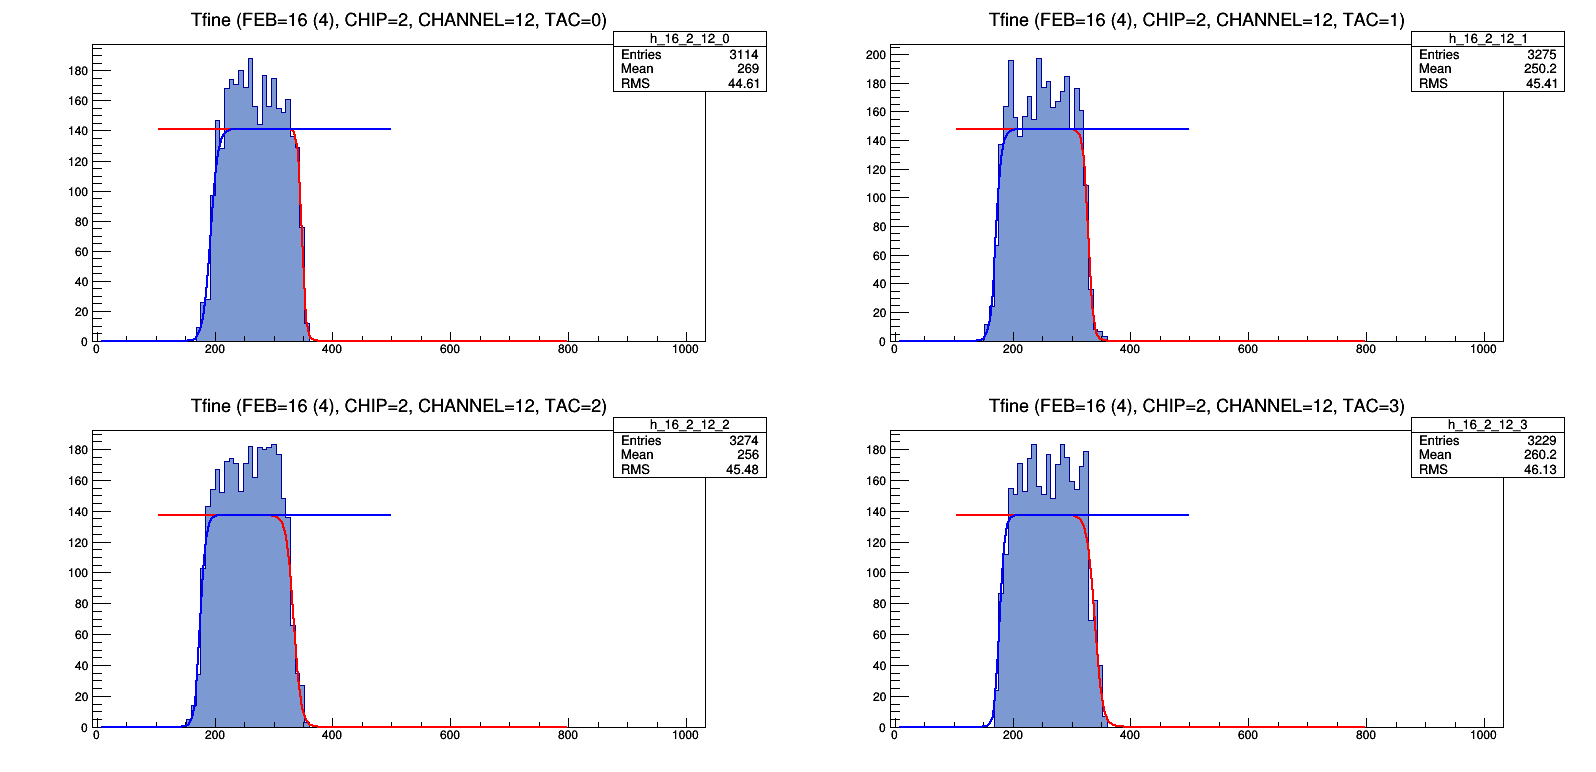 Tfine (FEB=16 (4), CHIP=2, CHANNEL=12, TAC=0)
h_16_2_12_0
Entries 3114
Mean 269
RMS 44.61
180
160
140
120
100
80
60
40
20
0
0 200 400 600 800 1000
Tfine (FEB=16 (4), CHIP=2, CHANNEL=12, TAC=1)
h_16_2_12_1
Entries 3275
Mean 250.2
RMS 45.41
200
180
160
140
120
100
80
60
40
20
0
0 200 400 600 800 1000
Tfine (FEB=16 (4), CHIP=2, CHANNEL=12, TAC=2)
h_16_2_12_2
Entries 3274
Mean 256
RMS 45.48
180
160
140
120
100
80
60
40
20
0
0 200 400 600 800 1000
Tfine (FEB=16 (4), CHIP=2, CHANNEL=12, TAC=3)
h_16_2_12_3
Entries 3229
Mean 260.2
RMS 46.13
180
160
140
120
100
80
60
40
20
0
0 200 400 600 800 1000